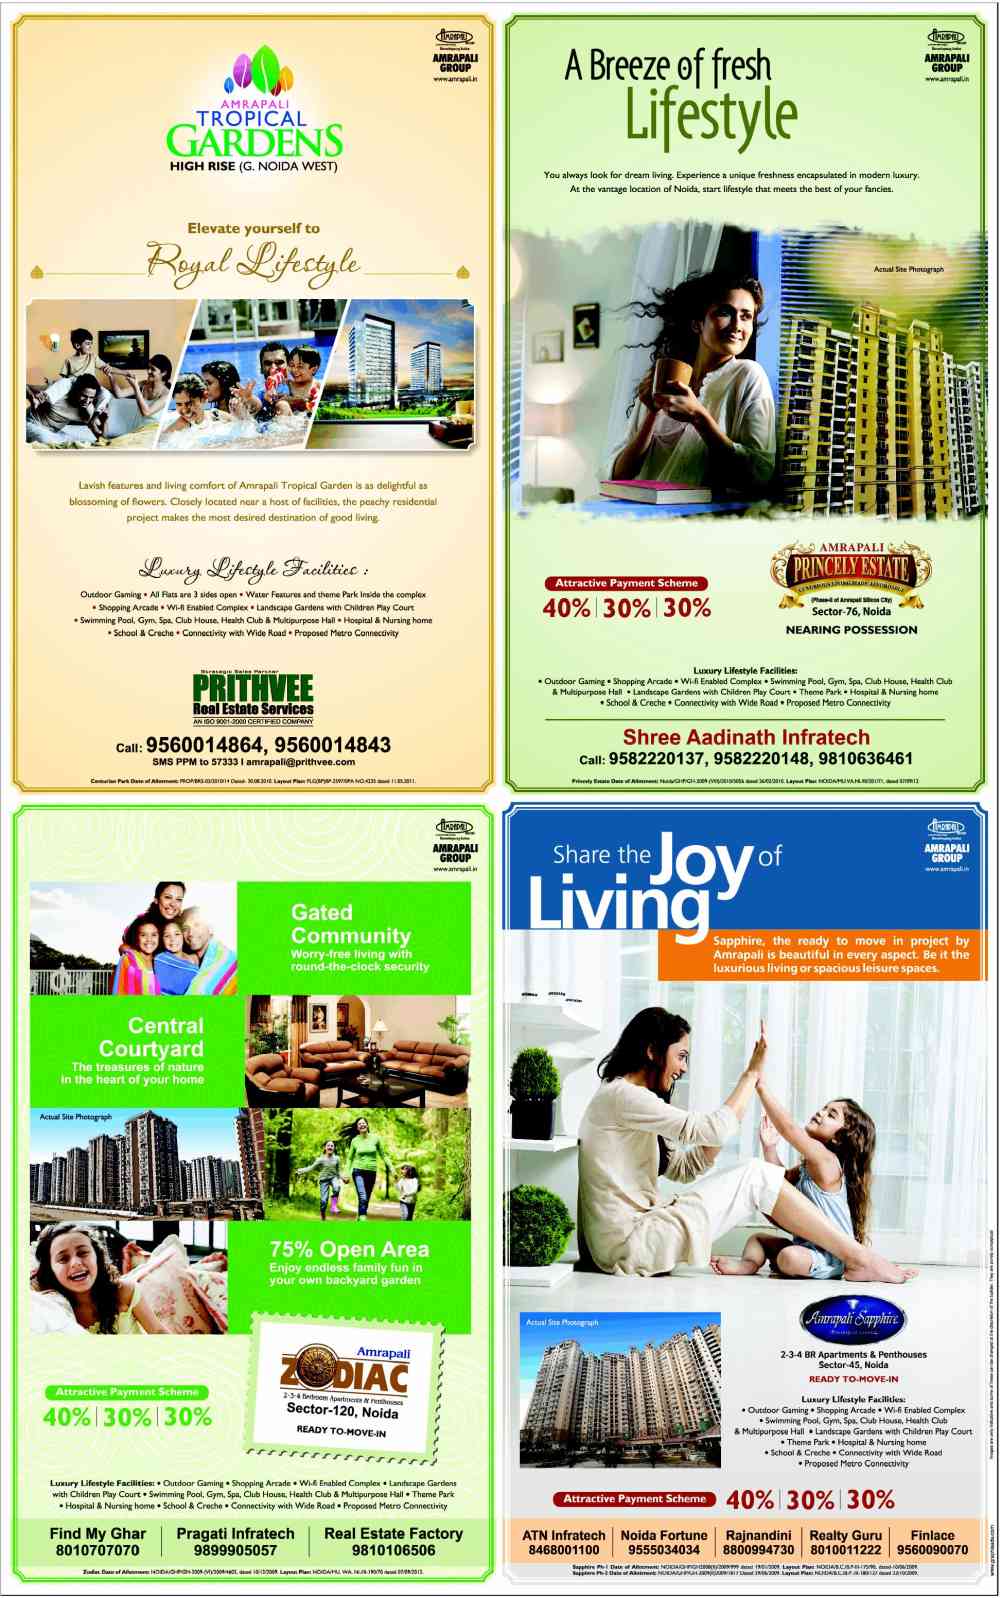 AMRAPALI
GROUP
www.amrapali.in
AMRAPALI
TROPICAL
GARDENS
HIGH RISE (G. NOIDA WEST)
Elevate yourself to
Royal Lifestyle
Lavish features and living comfort of Amrapali Tropical Garden is as delightful as
blossoming of flowers. Closely located near a host of facilities, the peachy residential
project makes the most desired destination of good living.
Luxury Lifestyle Facilities :
Outdoor Gaming • All Flats are 3 sides open • Water Features and theme Park Inside the complex
• Shopping Arcade • Wi-fi Enabled Complex • Landscape Gardens with Children Play Court
• Swimming Pool, Gym, Spa, Club House, Health Club & Multipurpose Hall • Hospital & Nursing home
• School & Creche • Connectivity with Wide Road • Proposed Metro Connectivity
Strategic Sales Partner
PRITHVEE
Real Estate Services
AN ISO 9001-2000 CERTIFIED COMPANY
Call: 9560014864, 9560014843
SMS PPM to 57333 I amrapali@prithvee.com
AMRAPALI
GROUP
www.amrapali.in
A Breeze of fresh
Lifestyle
You always look for dream living. Experience a unique freshness encapsulated in modern luxury.
At the vantage location of Noida, start lifestyle that meets the best of your fancies.
Actual Site Photograph
Attractive Payment Scheme
40% | 30% | 30%
AMRAPALI
PRINCELY ESTATE
LUXURIOUS LIVING MADE AFFORDABLE
(Phase-II of Amrapali Silicon City)
Sector-76, Noida
NEARING POSSESSION
Luxury Lifestyle Facilities:
• Outdoor Gaming • Shopping Arcade • Wi-fi Enabled Complex • Swimming Pool, Gym, Spa, Club House, Health Club
& Multipurpose Hall • Landscape Gardens with Children Play Court • Theme Park • Hospital & Nursing home
• School & Creche • Connectivity with Wide Road • Proposed Metro Connectivity
Shree Aadinath Infratech
Call: 9582220137, 9582220148, 9810636461
AMRAPALI
GROUP
www.amrapali.in
Gated
Community
Worry-free living with
round-the-clock security
Central
Courtyard
The treasures of nature
in the heart of your home
Actual Site Photograph
75% Open Area
Enjoy endless family fun in
your own backyard garden
Attractive Payment Scheme
40% | 30% | 30%
Amrapali
ZODIAC
2-3-4 Bedroom Apartments & Penthouses
Sector-120, Noida
READY TO-MOVE-IN
Luxury Lifestyle Facilities: • Outdoor Gaming • Shopping Arcade • Wi-fi Enabled Complex • Landscape Gardens
with Children Play Court • Swimming Pool, Gym, Spa, Club House, Health Club & Multipurpose Hall • Theme Park
• Hospital & Nursing home • School & Creche • Connectivity with Wide Road • Proposed Metro Connectivity
Find My Ghar
8010707070
Pragati Infratech
9899905057
Real Estate Factory
9810106506
AMRAPALI
GROUP
www.amrapali.in
Share the Joy of
Living
Sapphire, the ready to move in project by
Amrapali is beautiful in every aspect. Be it the
luxurious living or spacious leisure spaces.
Actual Site Photograph
Amrapali Sapphire
2-3-4 BR Apartments & Penthouses
Sector-45, Noida
READY TO-MOVE-IN
Luxury Lifestyle Facilities:
• Outdoor Gaming • Shopping Arcade • Wi-fi Enabled Complex
• Swimming Pool, Gym, Spa, Club House, Health Club
& Multipurpose Hall • Landscape Gardens with Children Play Court
• Theme Park • Hospital & Nursing home
• School & Creche • Connectivity with Wide Road
• Proposed Metro Connectivity
Attractive Payment Scheme 40% | 30% | 30%
ATN Infratech
8468001100
Noida Fortune
9555034034
Rajnandini
8800994730
Realty Guru
8010011222
Finlace
9560090070